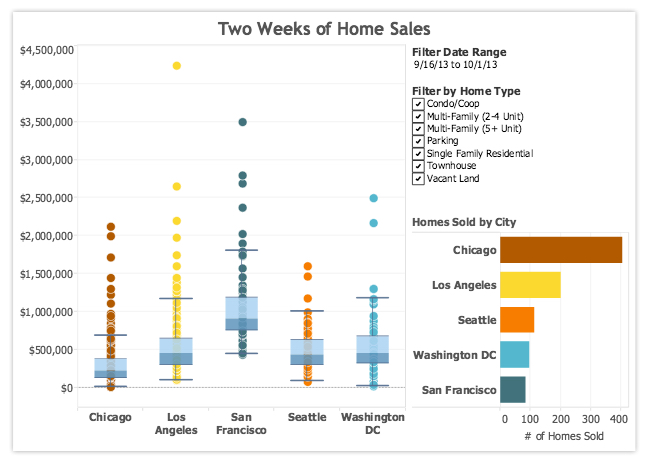 Two Weeks of Home Sales
$4,500,000
$4,000,000
$3,500,000
$3,000,000
$2,500,000
$2,000,000
$1,500,000
$1,000,000
$500,000
$0
Chicago
Los
Angeles
San
Francisco
Seattle
Washington
DC
Filter Date Range
9/16/13 to 10/1/13
Filter by Home Type
Condo/Coop
Multi-Family (2-4 Unit)
Multi-Family (5+ Unit)
Parking
Single Family Residential
Townhouse
Vacant Land
Homes Sold by City
Chicago
Los Angeles
Seattle
Washington DC
San Francisco
0 100 200 300 400
# of Homes Sold